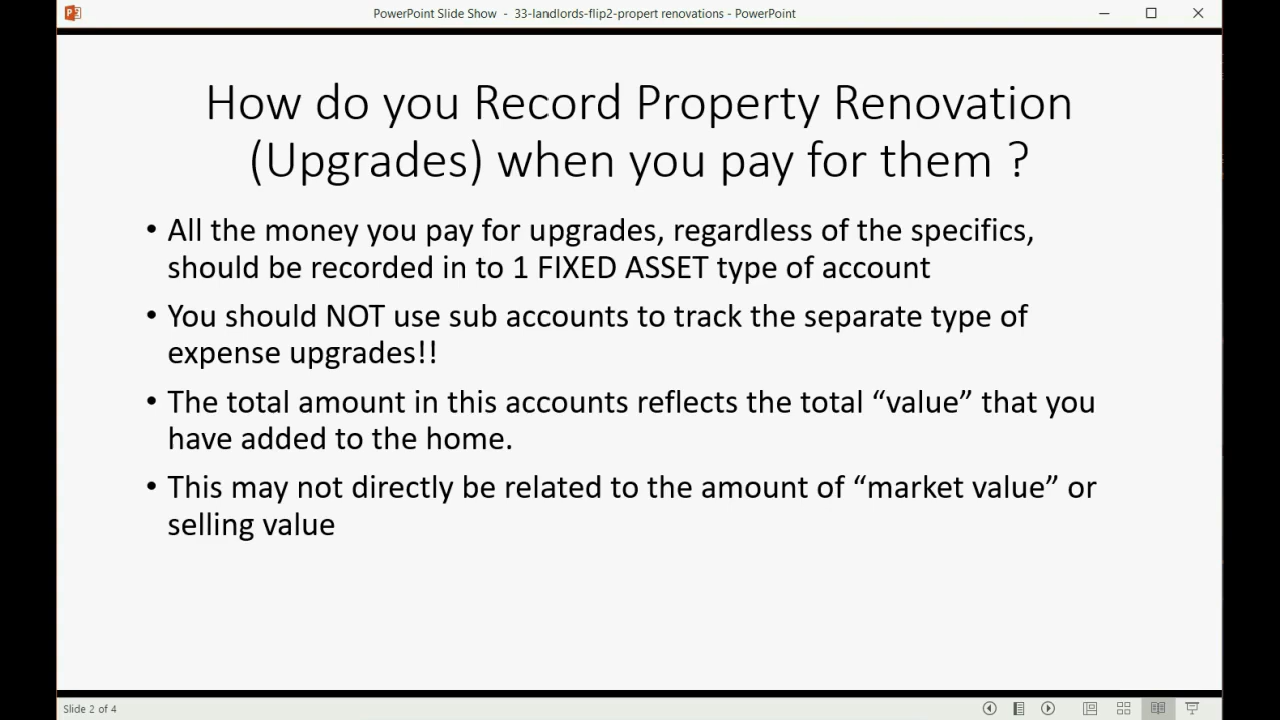 PowerPoint Slide Show - 33-landlords-flip2-propert renovations - PowerPoint
How do you Record Property Renovation
(Upgrades) when you pay for them ?
• All the money you pay for upgrades, regardless of the specifics,
should be recorded in to 1 FIXED ASSET type of account
• You should NOT use sub accounts to track the separate type of
expense upgrades!!
• The total amount in this accounts reflects the total “value” that you
have added to the home.
• This may not directly be related to the amount of “market value” or
selling value
Slide 2 of 4